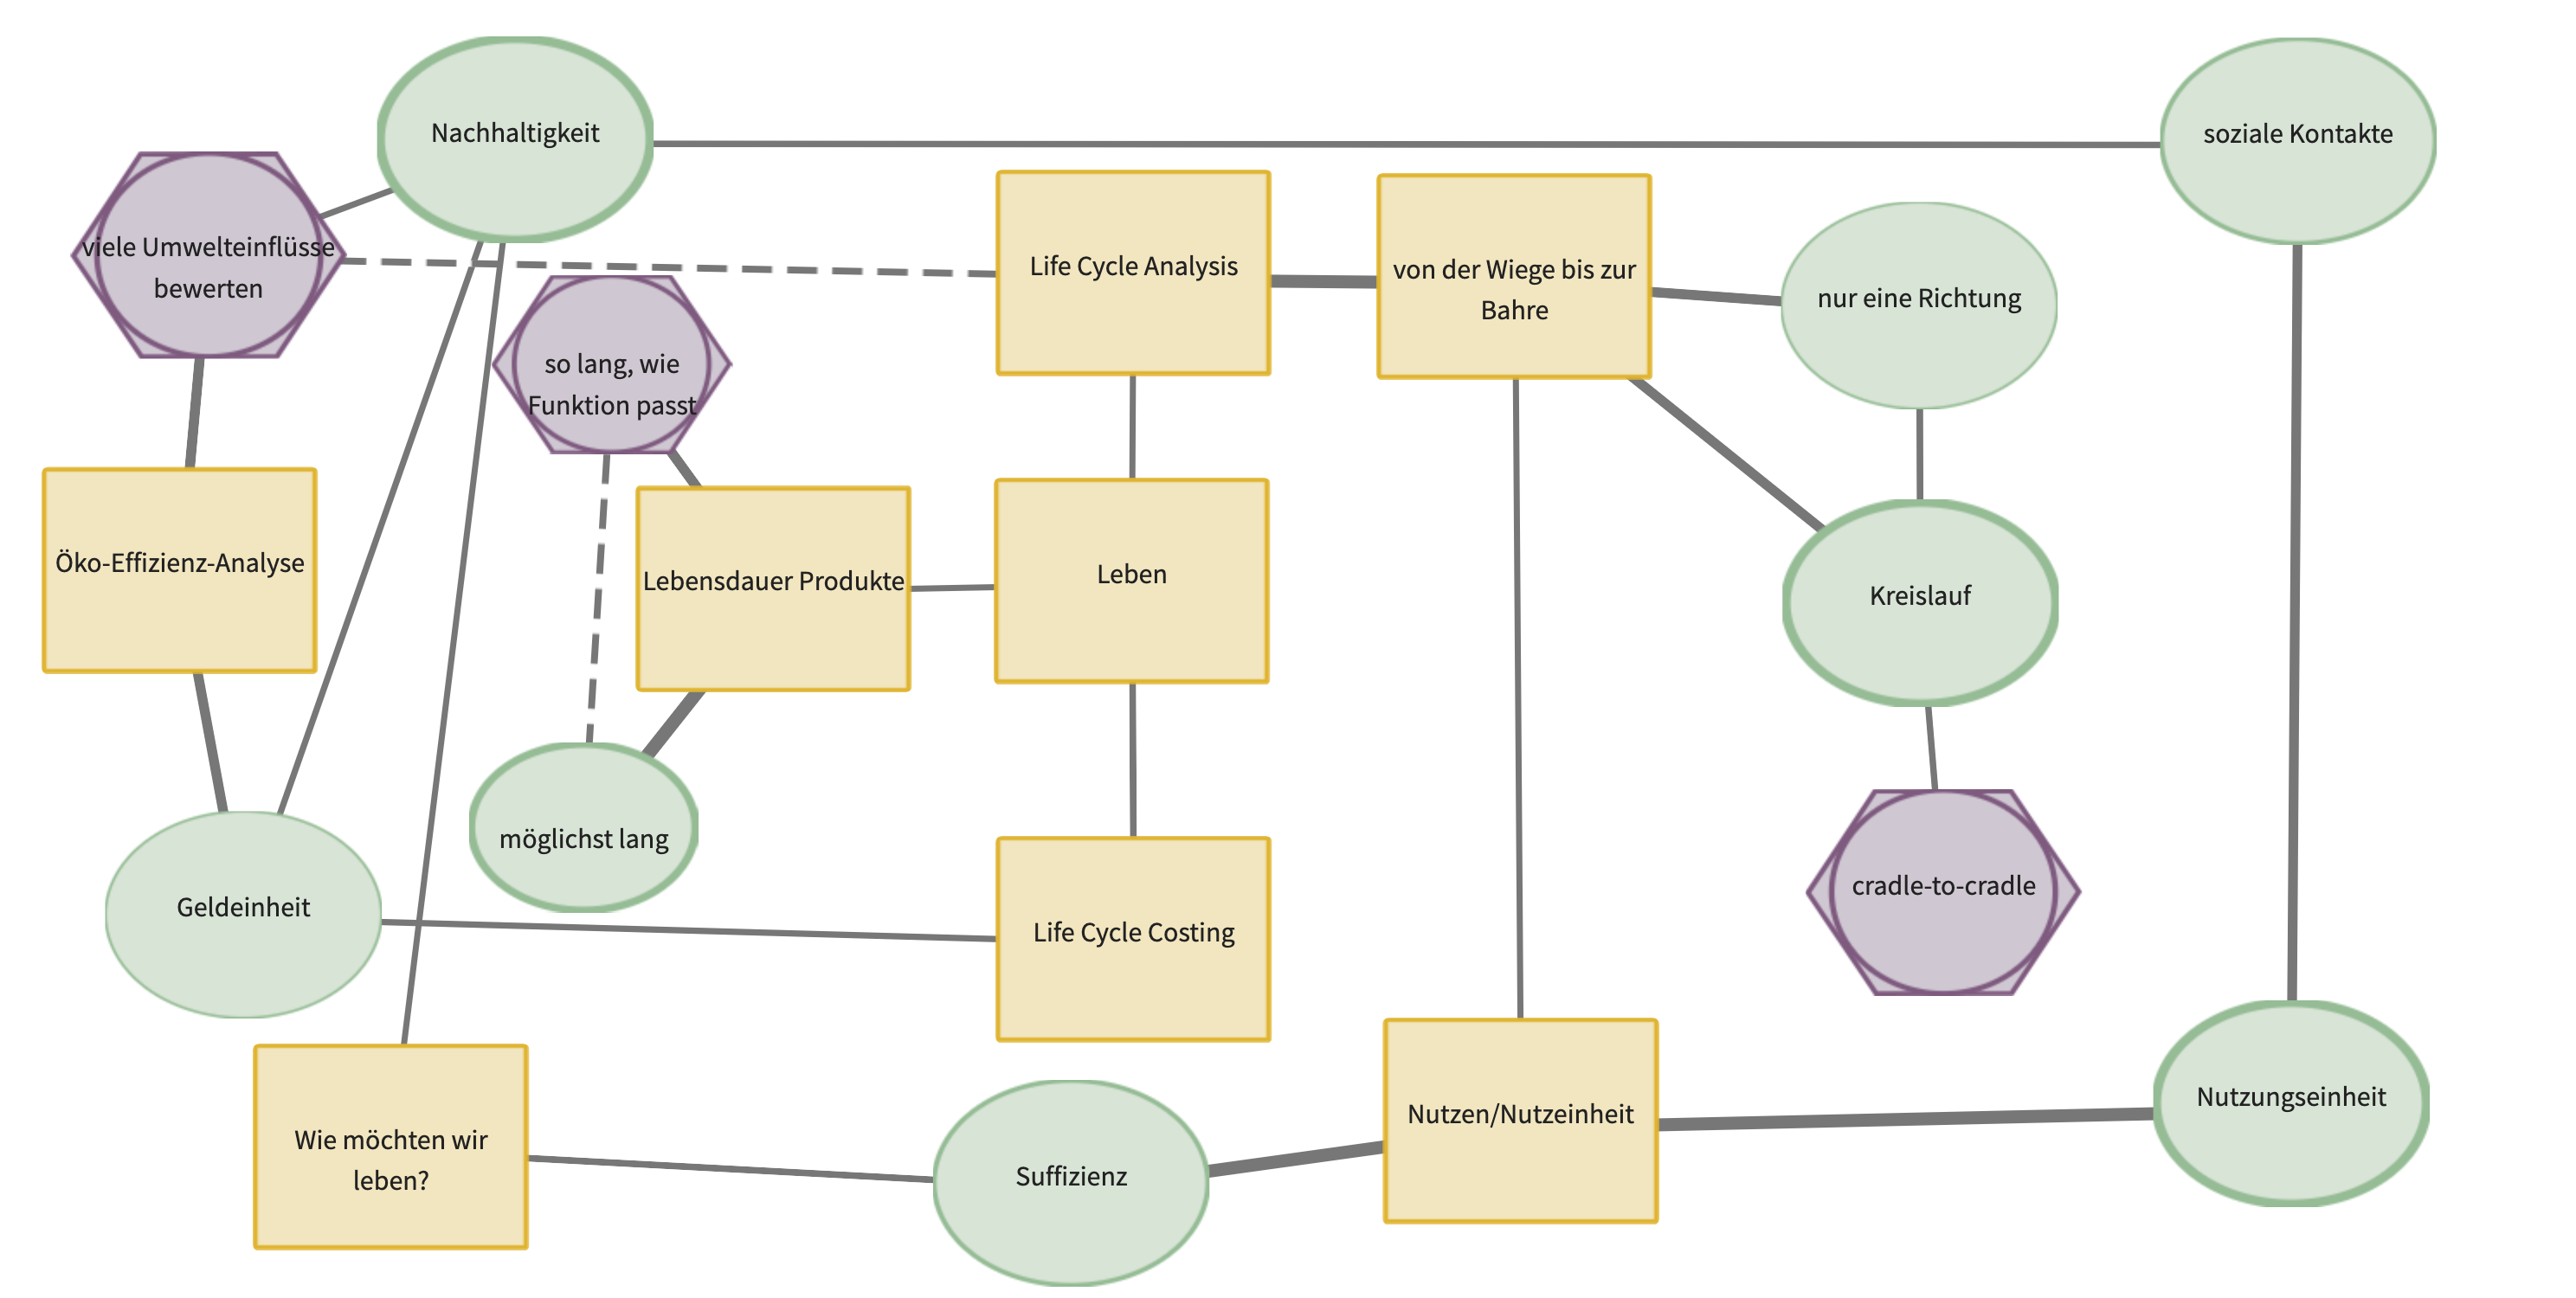 Nachhaltigkeit
soziale Kontakte
viele Umwelteinflüsse
bewerten
Life Cycle Analysis
von der Wiege bis zur
Bahre
nur eine Richtung
so lang, wie
Funktion passt
Öko-Effizienz-Analyse
Lebensdauer Produkte
Leben
Kreislauf
möglichst lang
cradle-to-cradle
Geldeinheit
Life Cycle Costing
Wie möchten wir
leben?
Suffizienz
Nutzen/Nutzeinheit
Nutzungseinheit